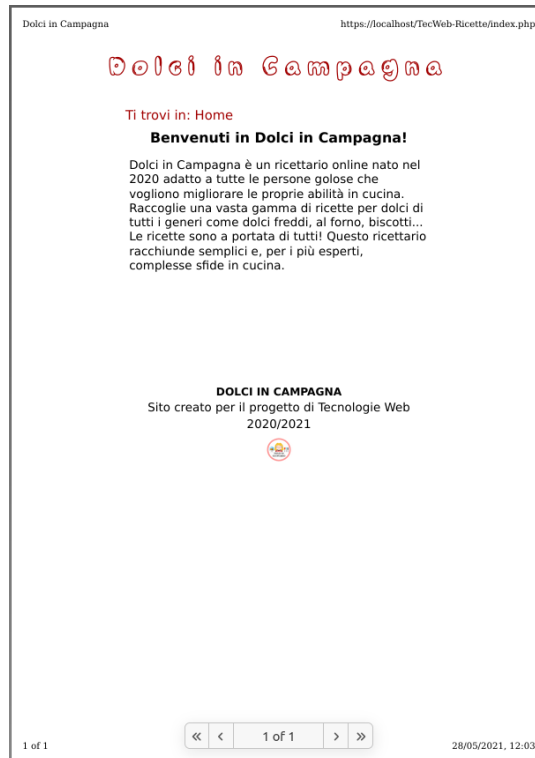 Dolci in Campagna
https://localhost/TecWeb-Ricette/index.php
Dolci in Campagna
Ti trovi in: Home
Benvenuti in Dolci in Campagna!
Dolci in Campagna è un ricettario online nato nel
2020 adatto a tutte le persone golose che
vogliono migliorare le proprie abilità in cucina.
Raccoglie una vasta gamma di ricette per dolci di
tutti i generi come dolci freddi, al forno, biscotti...
Le ricette sono a portata di tutti! Questo ricettario
racchiunde semplici e, per i più esperti,
complesse sfide in cucina.
DOLCI IN CAMPAGNA
Sito creato per il progetto di Tecnologie Web
2020/2021
« ‹ 1 of 1 › »
1 of 1
28/05/2021, 12:03